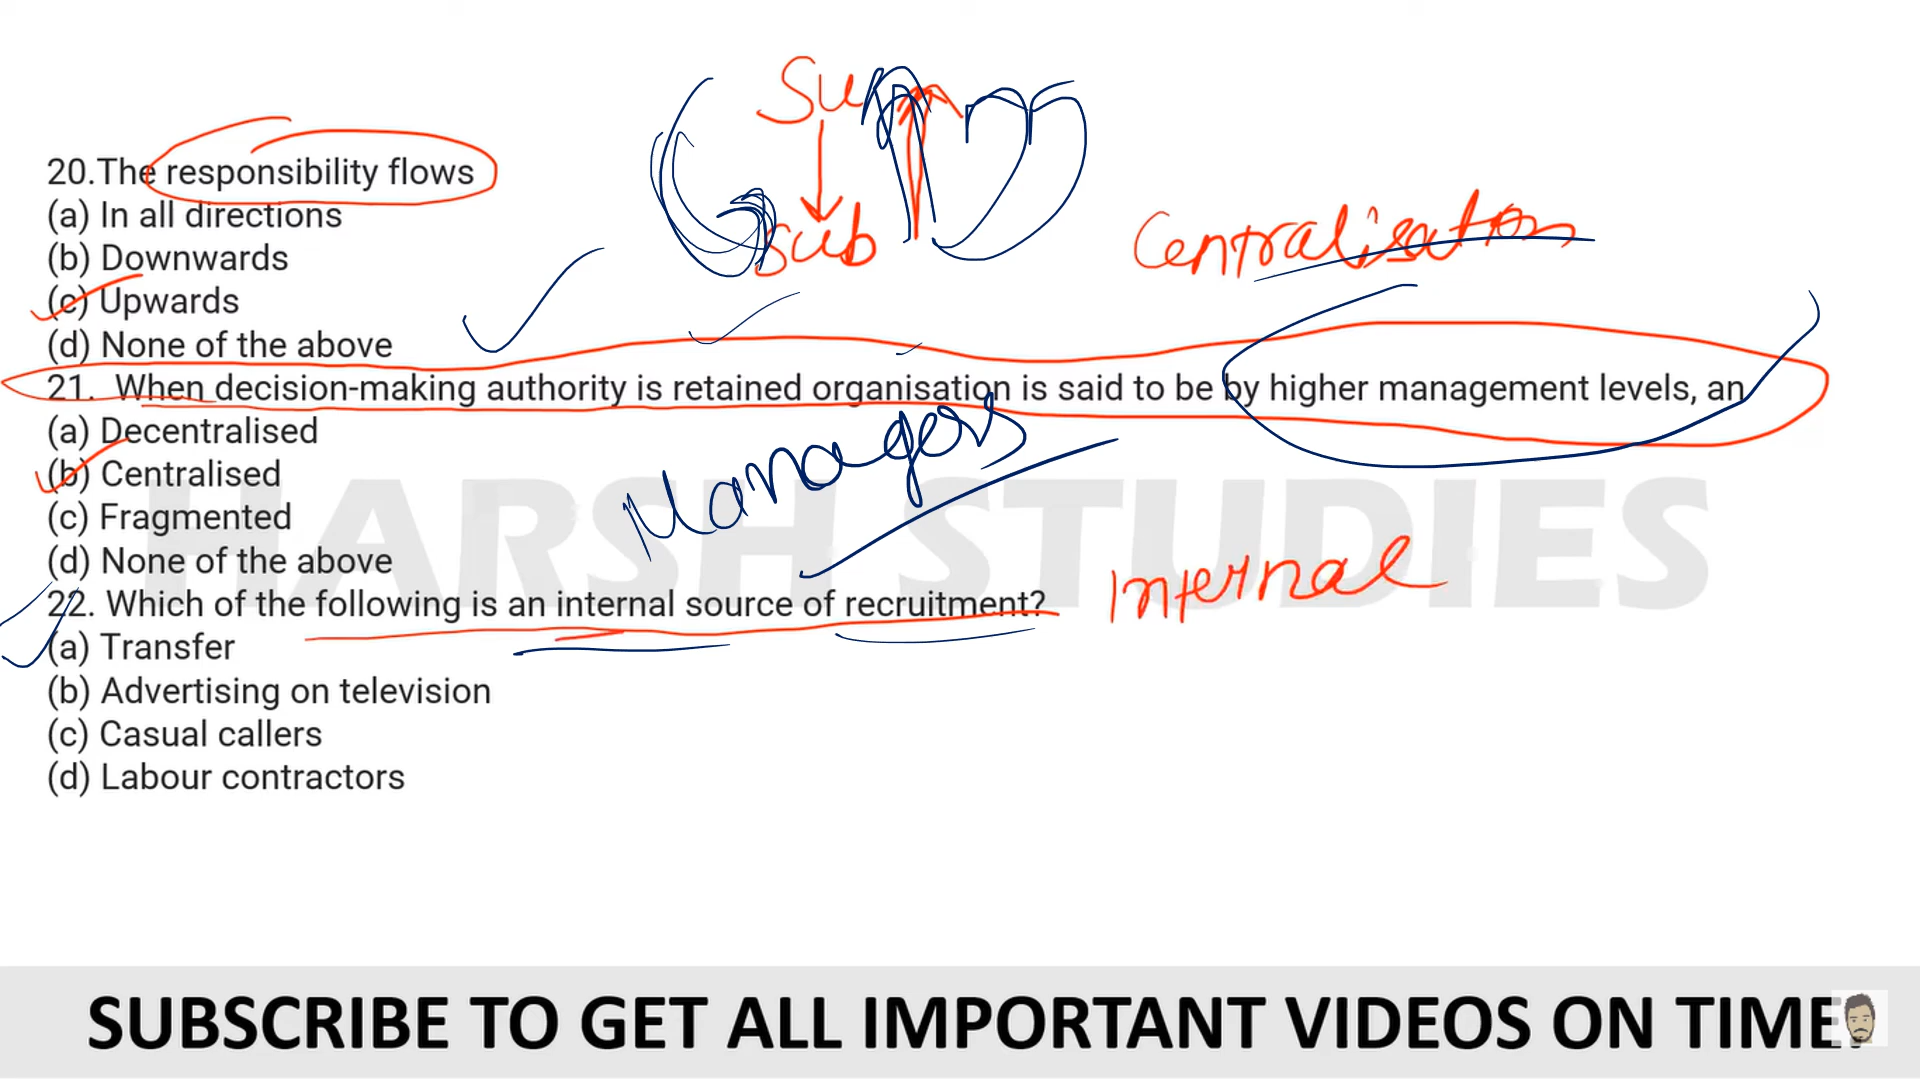 Sup
20.The responsibility flows
(a) In all directions
sub
Centralisation
(b) Downwards
(c) Upwards
(d) None of the above
21. When decision-making authority is retained organisation is said to be by higher management levels, an
(a) Decentralised
Managers
(b) Centralised
(c) Fragmented
HARSH STUDIES
(d) None of the above
Internal
22. Which of the following is an internal source of recruitment?
(a) Transfer
(b) Advertising on television
(c) Casual callers
(d) Labour contractors
SUBSCRIBE TO GET ALL IMPORTANT VIDEOS ON TIME.